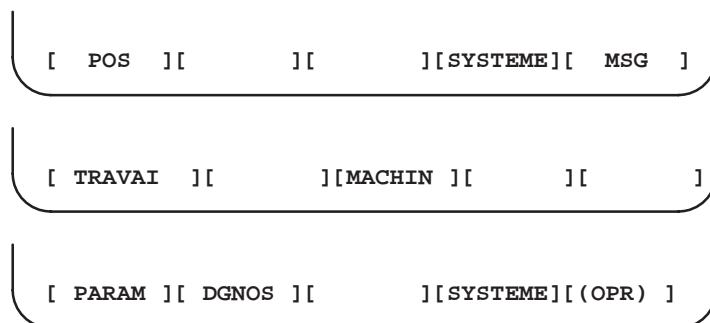 [ POS ][ ][ ][SYSTEME][ MSG ]
[ TRAVAI ][ ][MACHIN ][ ][ ]
[ PARAM ][ DGNOS ][ ][SYSTEME][(OPR) ]